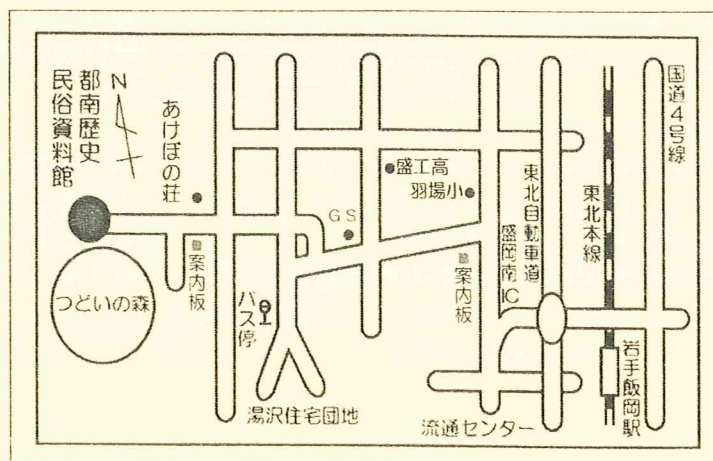 都南歴史
民俗資料館
N
あけぼの荘
つどいの森
案内板
バス停
GS
盛工高
羽場小
案内板
盛岡南IC
東北自動車道
東北本線
国道4号線
岩手飯岡駅
湯沢住宅団地
流通センター